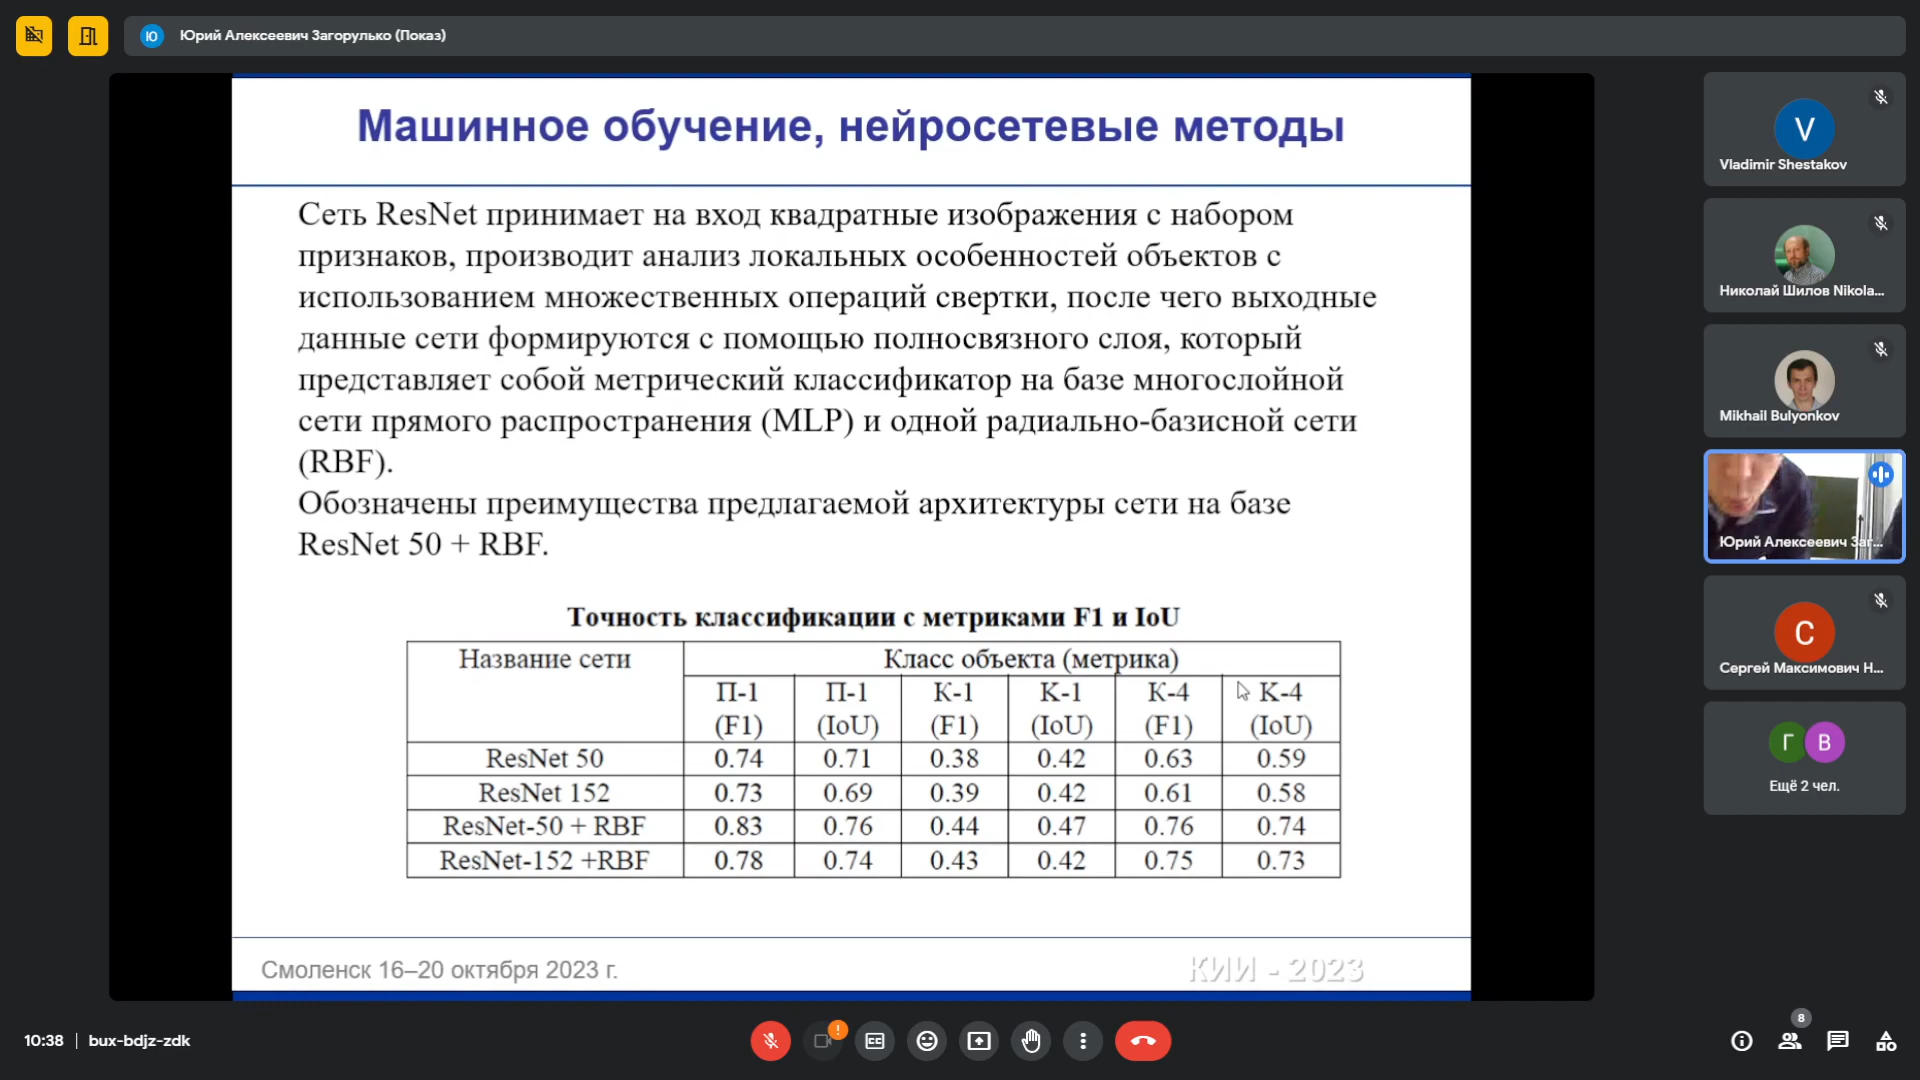 Ю Юрий Алексеевич Загорулько (Показ)
Машинное обучение, нейросетевые методы
Сеть ResNet принимает на вход квадратные изображения с набором
признаков, производит анализ локальных особенностей объектов с
использованием множественных операций свертки, после чего выходные
данные сети формируются с помощью полносвязного слоя, который
представляет собой метрический классификатор на базе многослойной
сети прямого распространения (MLP) и одной радиально-базисной сети
(RBF).
Обозначены преимущества предлагаемой архитектуры сети на базе
ResNet 50 + RBF.
Точность классификации с метриками F1 и IoU
Название сети Класс объекта (метрика)
П-1 П-1 К-1 К-1 К-4 К-4
(F1) (IoU) (F1) (IoU) (F1) (IoU)
ResNet 50 0.74 0.71 0.38 0.42 0.63 0.59
ResNet 152 0.73 0.69 0.39 0.42 0.61 0.58
ResNet-50 + RBF 0.83 0.76 0.44 0.47 0.76 0.74
ResNet-152 +RBF 0.78 0.74 0.43 0.42 0.75 0.73
Смоленск 16–20 октября 2023 г. КИИ - 2023
V
Vladimir Shestakov
Николай Шилов Nikola...
Mikhail Bulyonkov
Юрий Алексеевич Заг...
С
Сергей Максимович Н...
Г В
Ещё 2 чел.
10:38 | bux-bdjz-zdk
8